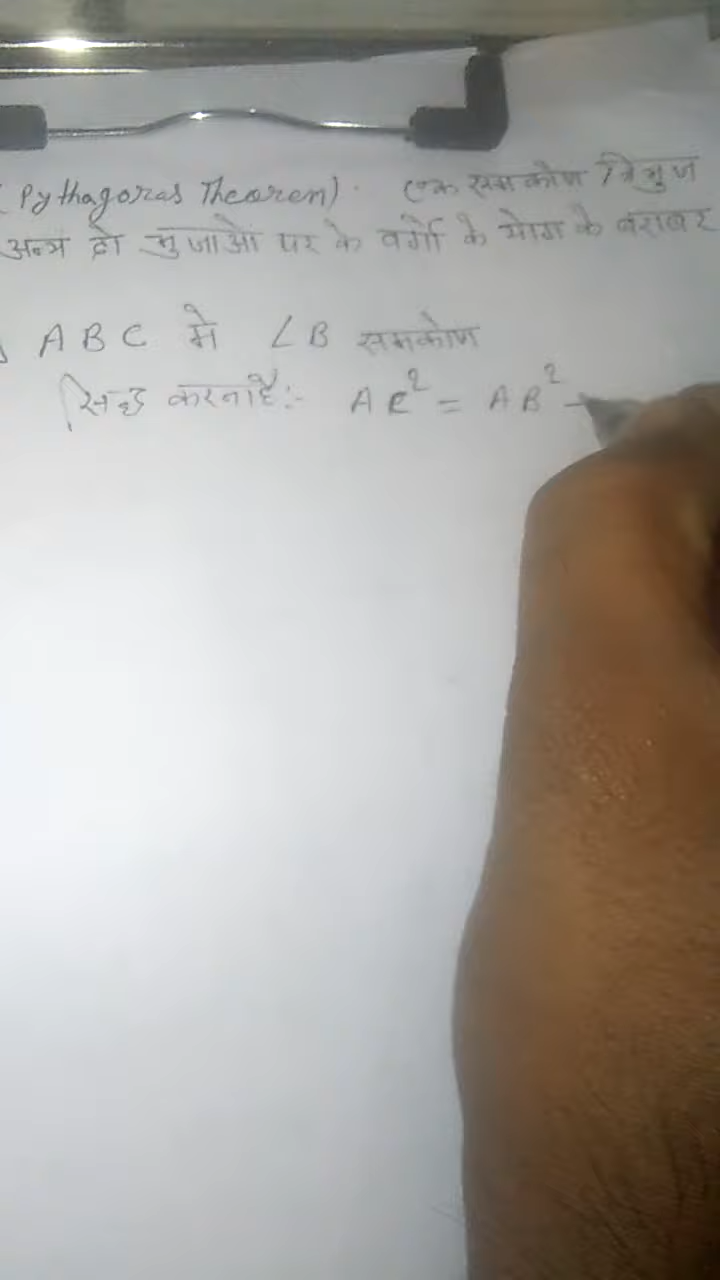 (Pythagoras Theorem). एक समकोण त्रिभुज
अन्य दो भुजाओ पर के वर्गो के योग के बराबर
ABC मे ∠B समकोण
सिद्ध करना है:- AC² = AB²